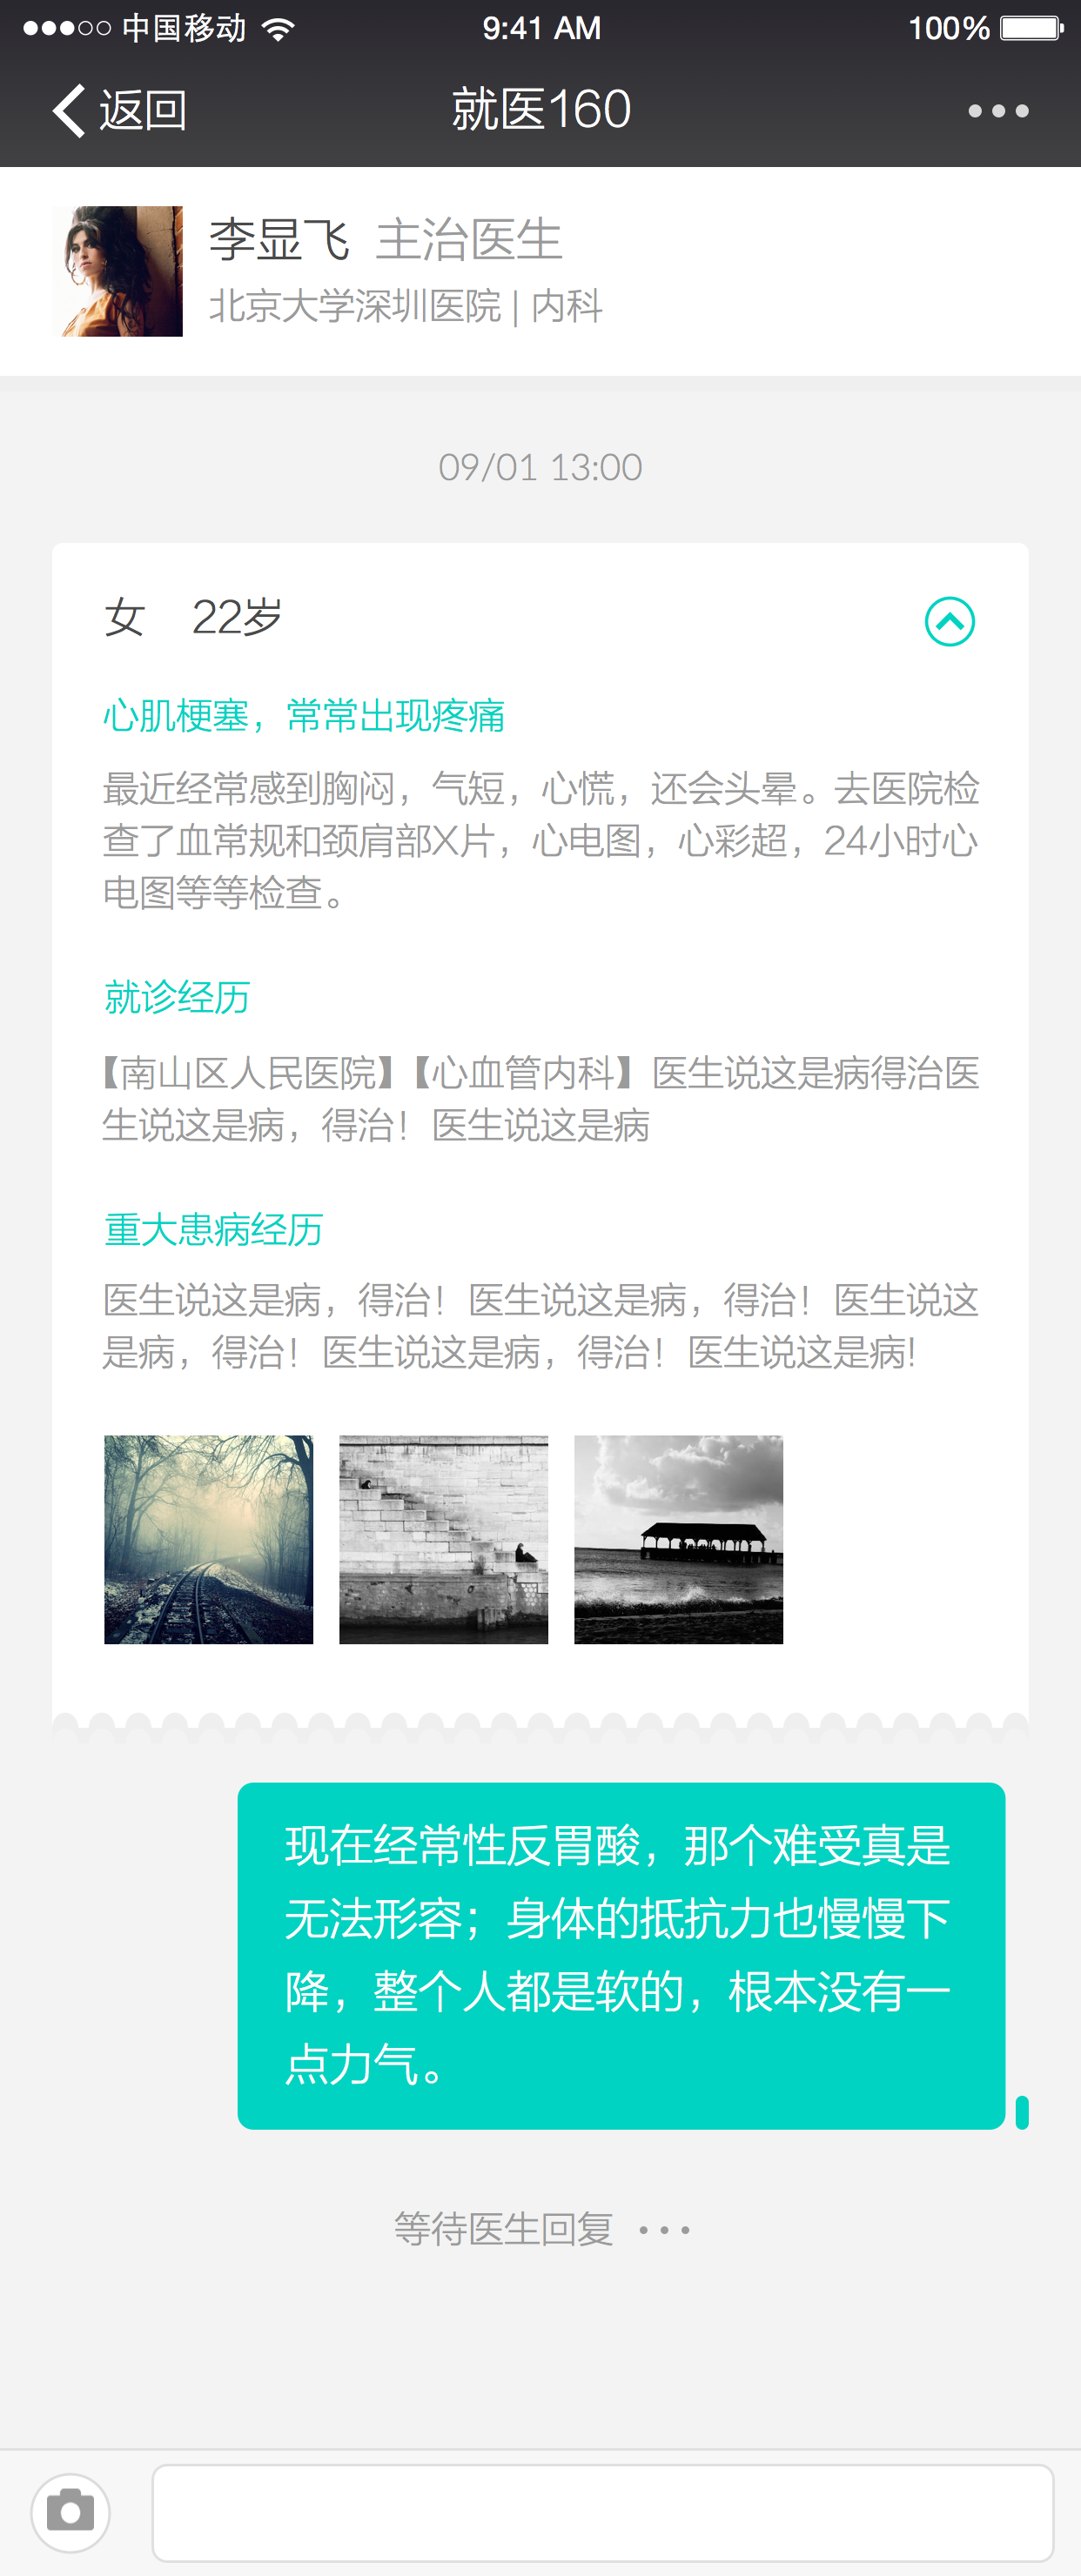 中国移动
9:41 AM
100%
返回
就医160
李显飞 主治医生
北京大学深圳医院 | 内科
09/01 13:00
女 22岁
心肌梗塞，常常出现疼痛
最近经常感到胸闷，气短，心慌，还会头晕。去医院检
查了血常规和颈肩部X片，心电图，心彩超，24小时心
电图等等检查。
就诊经历
【南山区人民医院】【心血管内科】医生说这是病得治医
生说这是病，得治！医生说这是病
重大患病经历
医生说这是病，得治！医生说这是病，得治！医生说这
是病，得治！医生说这是病，得治！医生说这是病!
现在经常性反胃酸，那个难受真是
无法形容；身体的抵抗力也慢慢下
降，整个人都是软的，根本没有一
点力气。
等待医生回复 ...